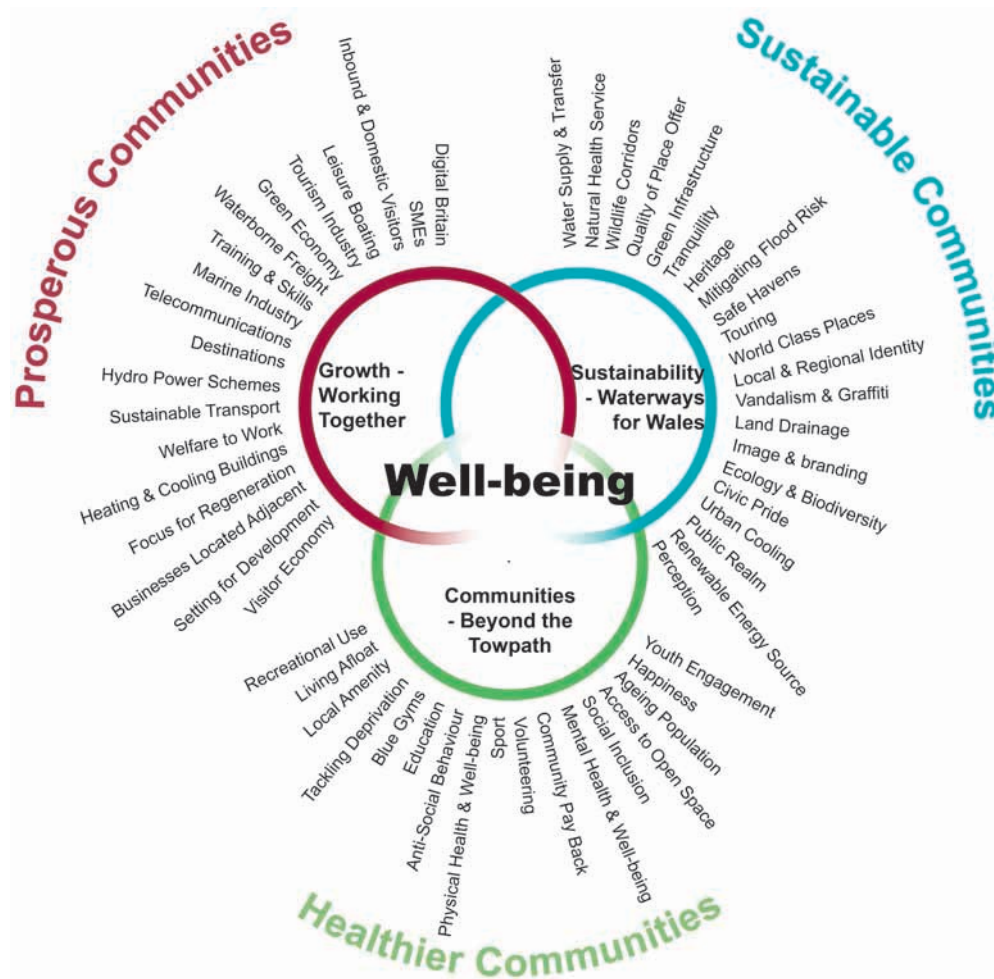 Prosperous Communities
Sustainable Communities
Healthier Communities
Growth -
Working
Together
Sustainability
- Waterways
for Wales
Well-being
Communities
- Beyond the
Towpath
Digital Britain
SMEs
Inbound & Domestic Visitors
Leisure Boating
Tourism Industry
Green Economy
Waterborne Freight
Training & Skills
Marine Industry
Telecommunications
Destinations
Hydro Power Schemes
Sustainable Transport
Welfare to Work
Heating & Cooling Buildings
Focus for Regeneration
Businesses Located Adjacent
Setting for Development
Visitor Economy
Water Supply & Transfer
Natural Health Service
Wildlife Corridors
Quality of Place Offer
Green Infrastructure
Tranquillity
Heritage
Mitigating Flood Risk
Safe Havens
Touring
World Class Places
Local & Regional Identity
Vandalism & Graffiti
Land Drainage
Image & branding
Ecology & Biodiversity
Civic Pride
Urban Cooling
Public Realm
Renewable Energy Source
Perception
Recreational Use
Living Afloat
Local Amenity
Tackling Deprivation
Blue Gyms
Education
Anti-Social Behaviour
Physical Health & Well-being
Sport
Volunteering
Community Pay Back
Mental Health & Well-being
Social Inclusion
Access to Open Space
Ageing Population
Happiness
Youth Engagement